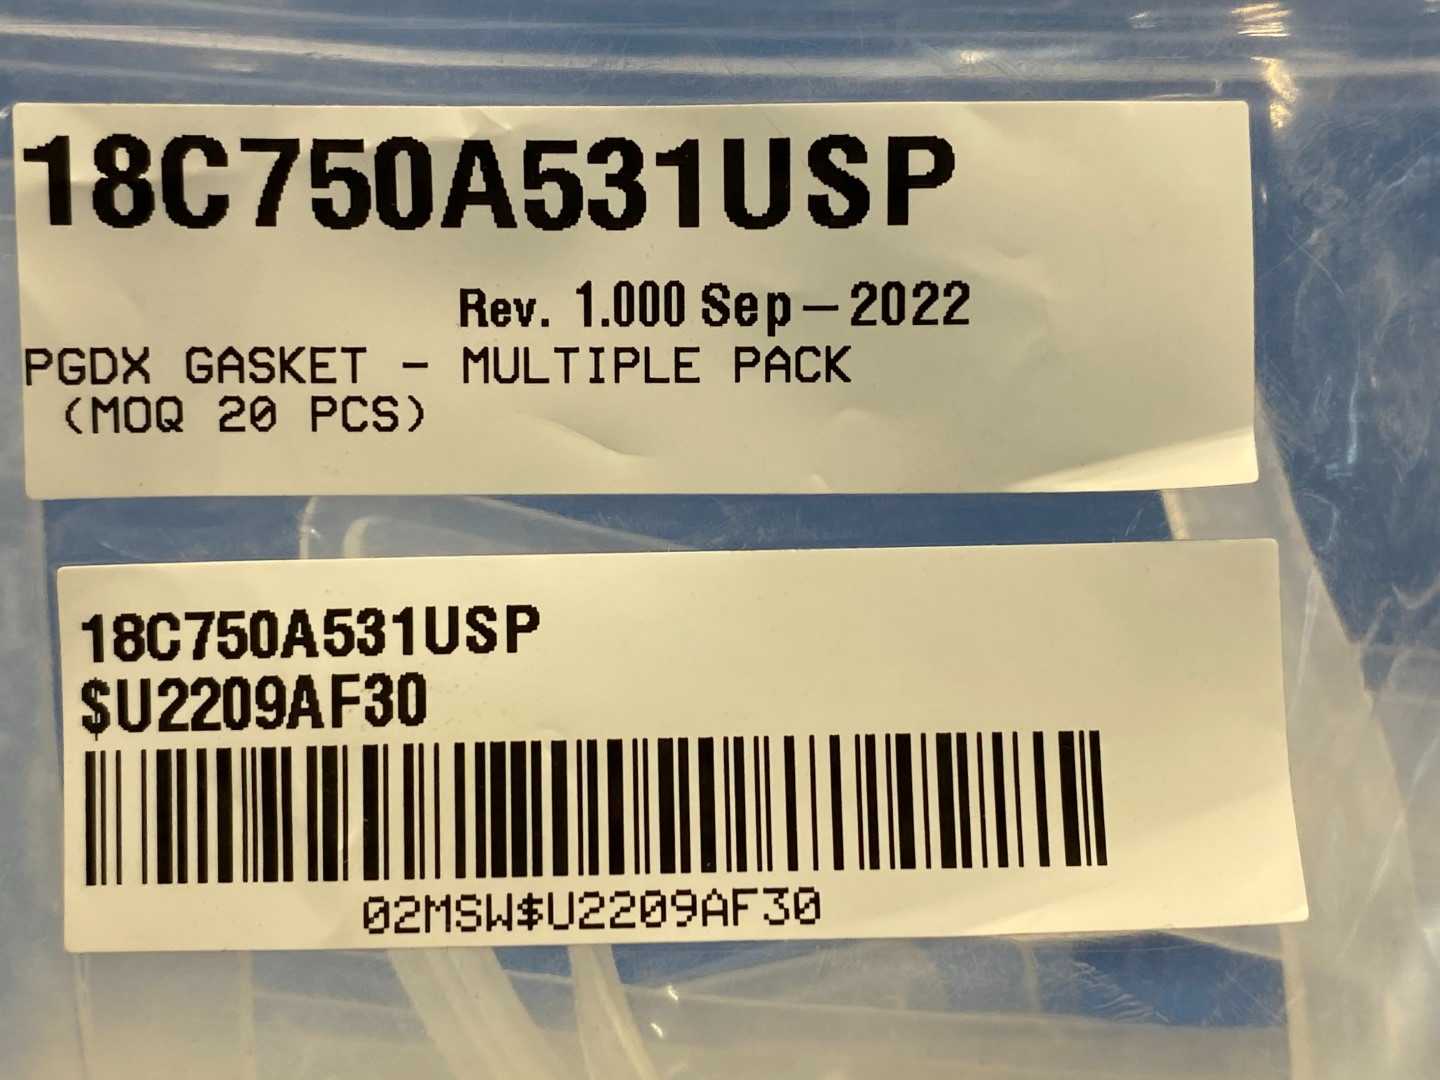 18C750A531USP
Rev. 1.000 Sep-2022
PGDX GASKET - MULTIPLE PACK
(MOQ 20 PCS)
18C750A531USP
$U2209AF30
02MSW$U2209AF30